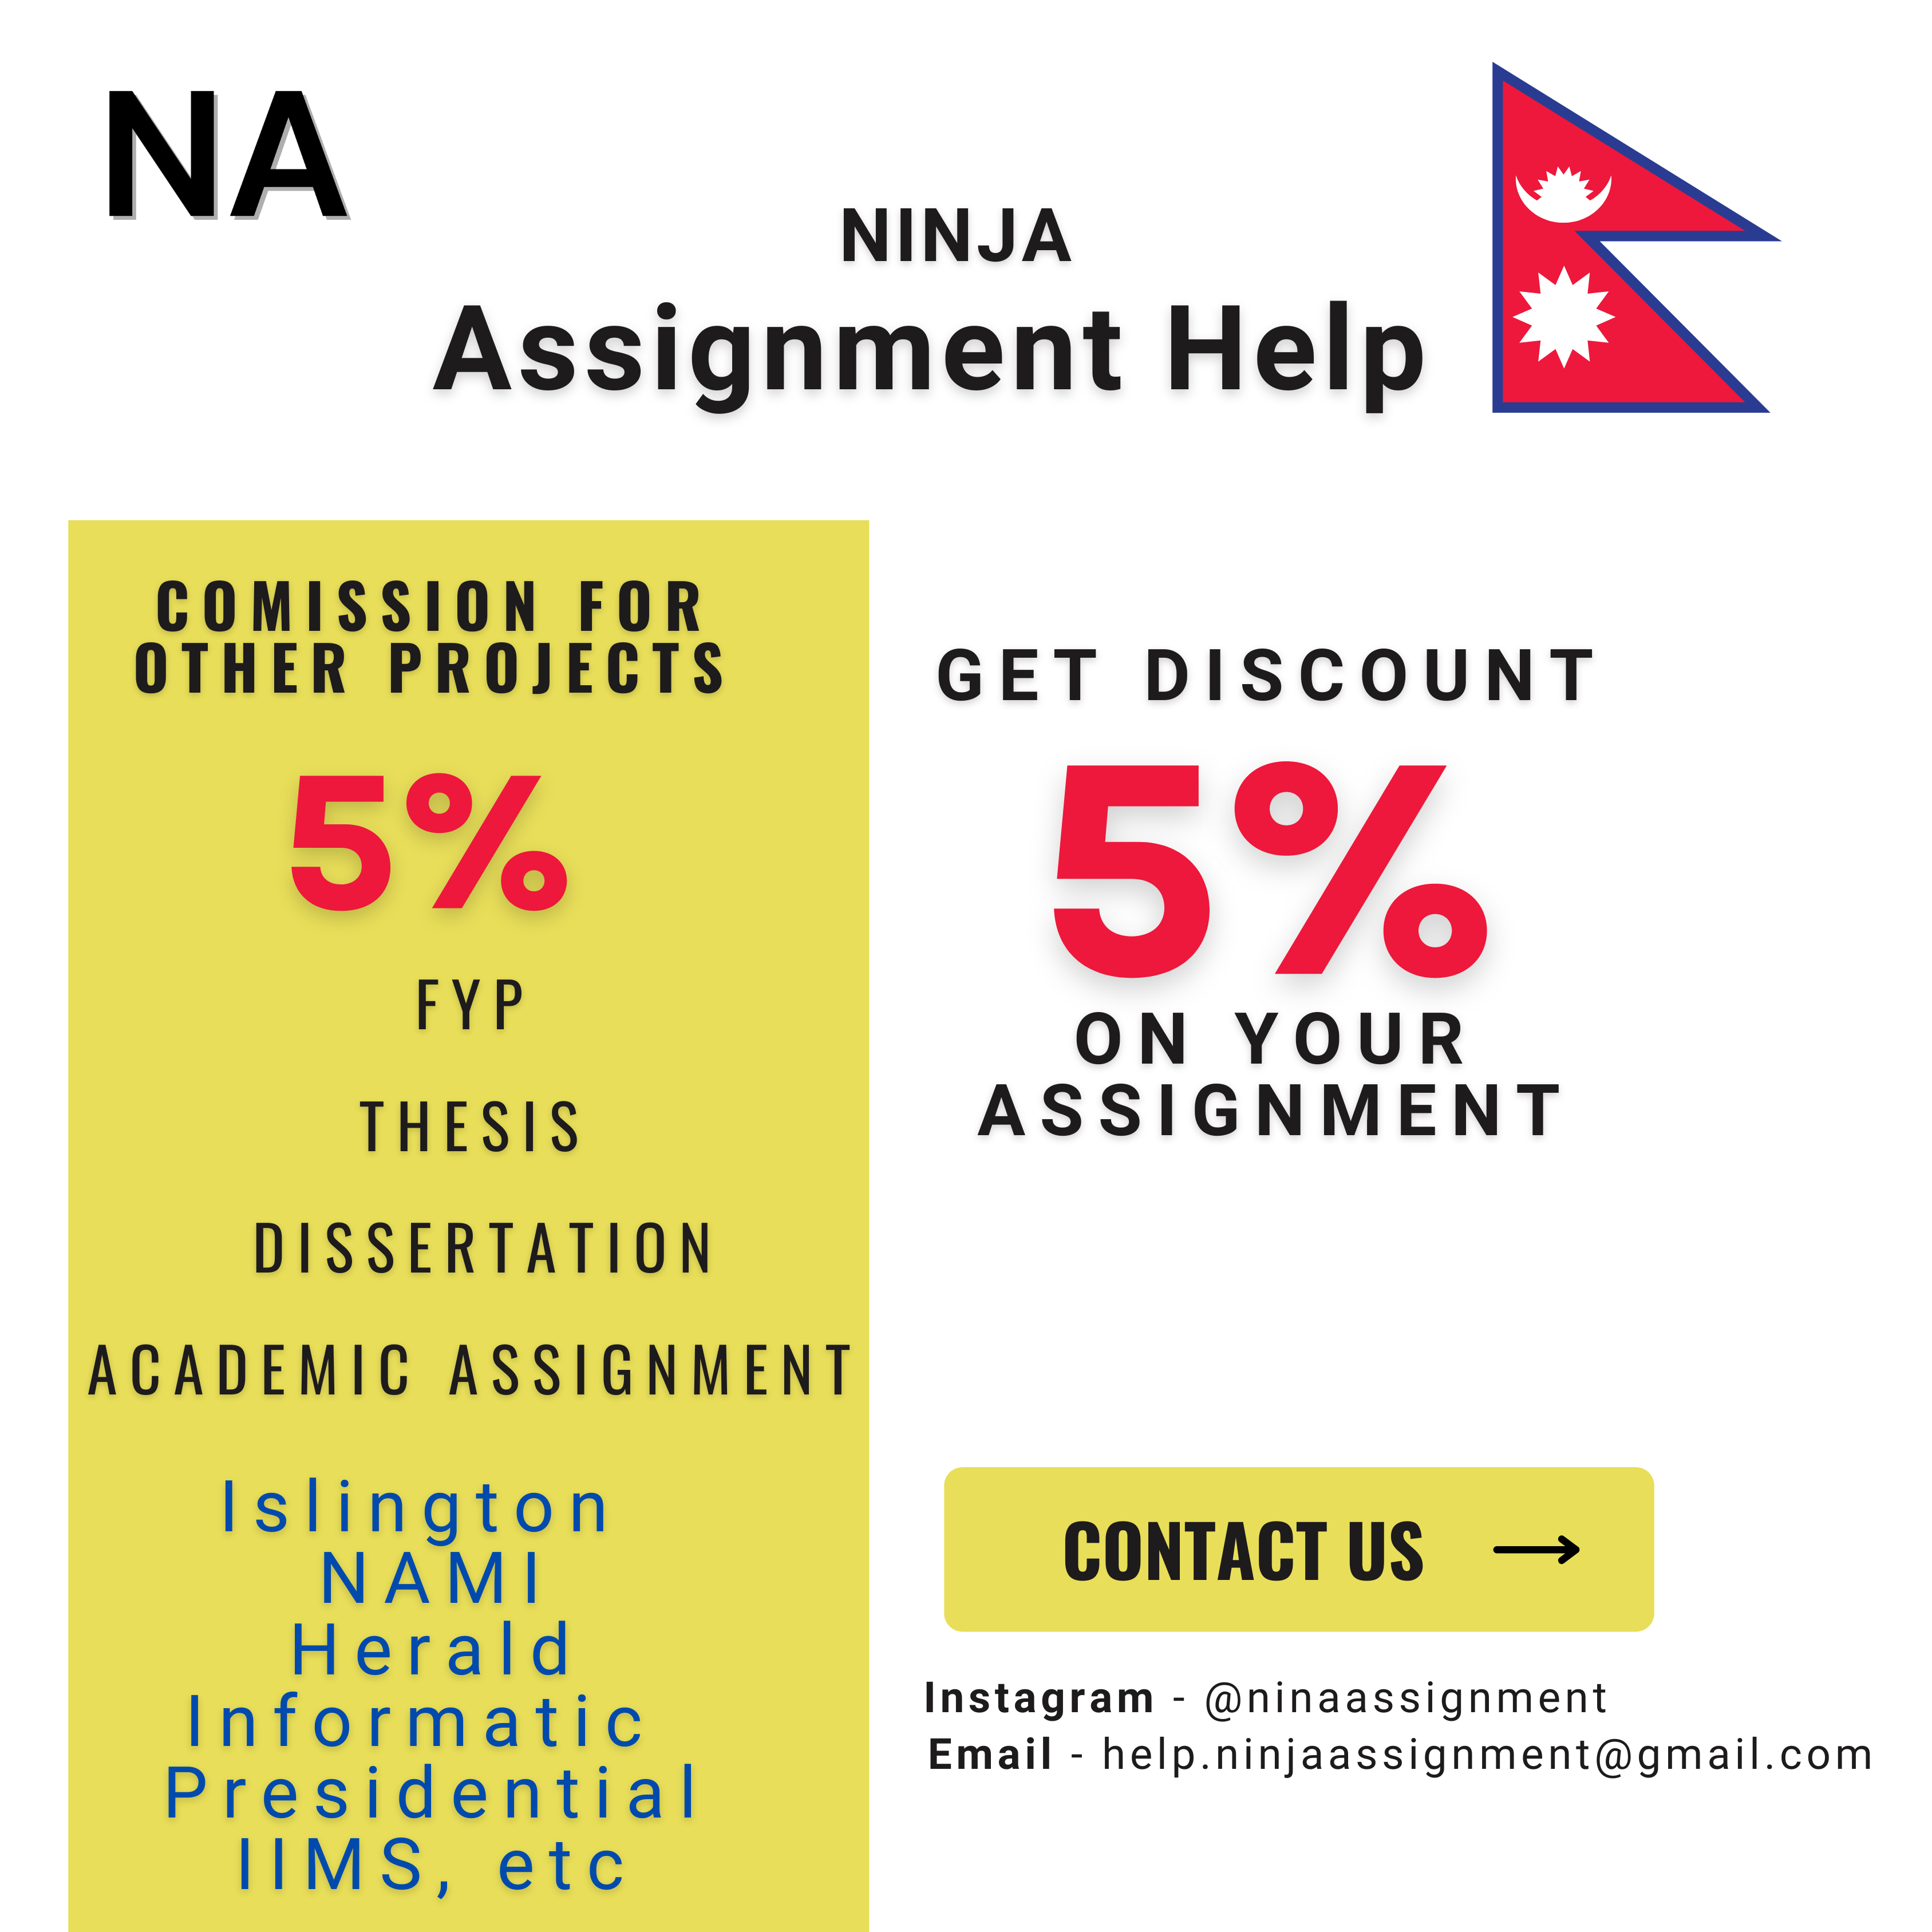 NA
NINJA
Assignment Help
COMISSION FOR
OTHER PROJECTS
5%
FYP
THESIS
DISSERTATION
ACADEMIC ASSIGNMENT
Islington
NAMI
Herald
Informatic
Presidential
IIMS, etc
GET DISCOUNT
5%
ON YOUR
ASSIGNMENT
CONTACT US
Instagram - @ninaassignment
Email - help.ninjaassignment@gmail.com